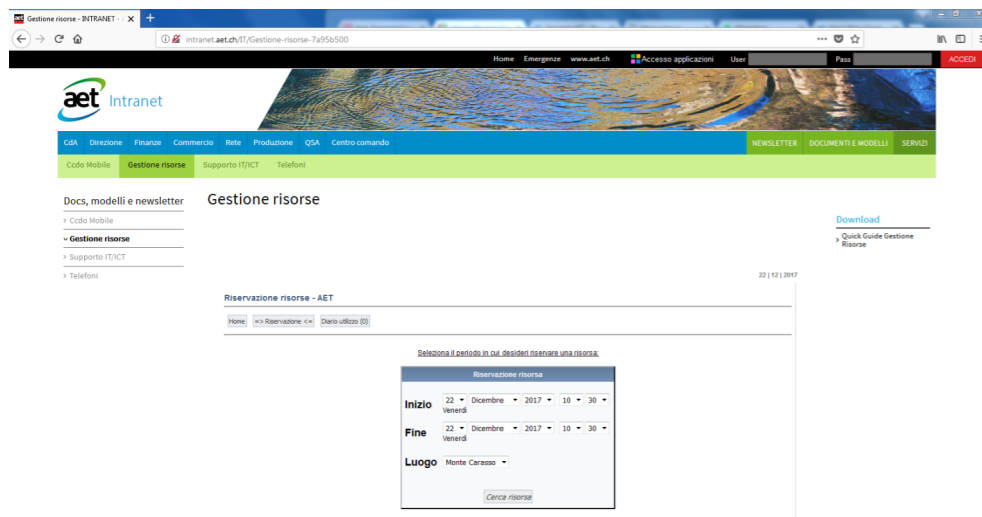 Gestione risorse - INTRANET - A
intranet.aet.ch/IT/Gestione-risorse-7a95b500
Home Emergenze www.aet.ch Accesso applicazioni User Pass ACCEDI
aet Intranet
CdA Direzione Finanze Commercio Rete Produzione QSA Centro comando NEWSLETTER DOCUMENTI E MODELLI SERVIZI
Ccdo Mobile Gestione risorse Supporto IT/ICT Telefoni
Docs, modelli e newsletter
> Ccdo Mobile
Gestione risorse
> Supporto IT/ICT
> Telefoni
Gestione risorse
Download
> Quick Guide Gestione
Risorse
22 | 12 | 2017
Riservazione risorse - AET
Home => Riservazione <= Diario utilizzo (0)
Seleziona il periodo in cui desideri riservare una risorsa:
Riservazione risorsa
Inizio 22 Dicembre 2017 10 30
Venerdì
Fine 22 Dicembre 2017 10 30
Venerdì
Luogo Monte Carasso
Cerca risorsa